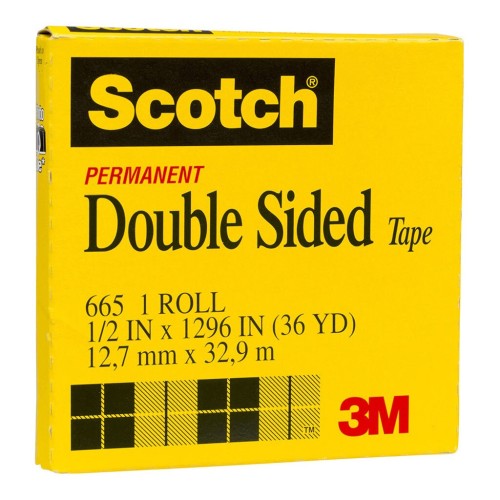 Scotch®
PERMANENT
Double Sided Tape
665 1 ROLL
1/2 IN x 1296 IN (36 YD)
12,7 mm x 32,9 m
TM
3M